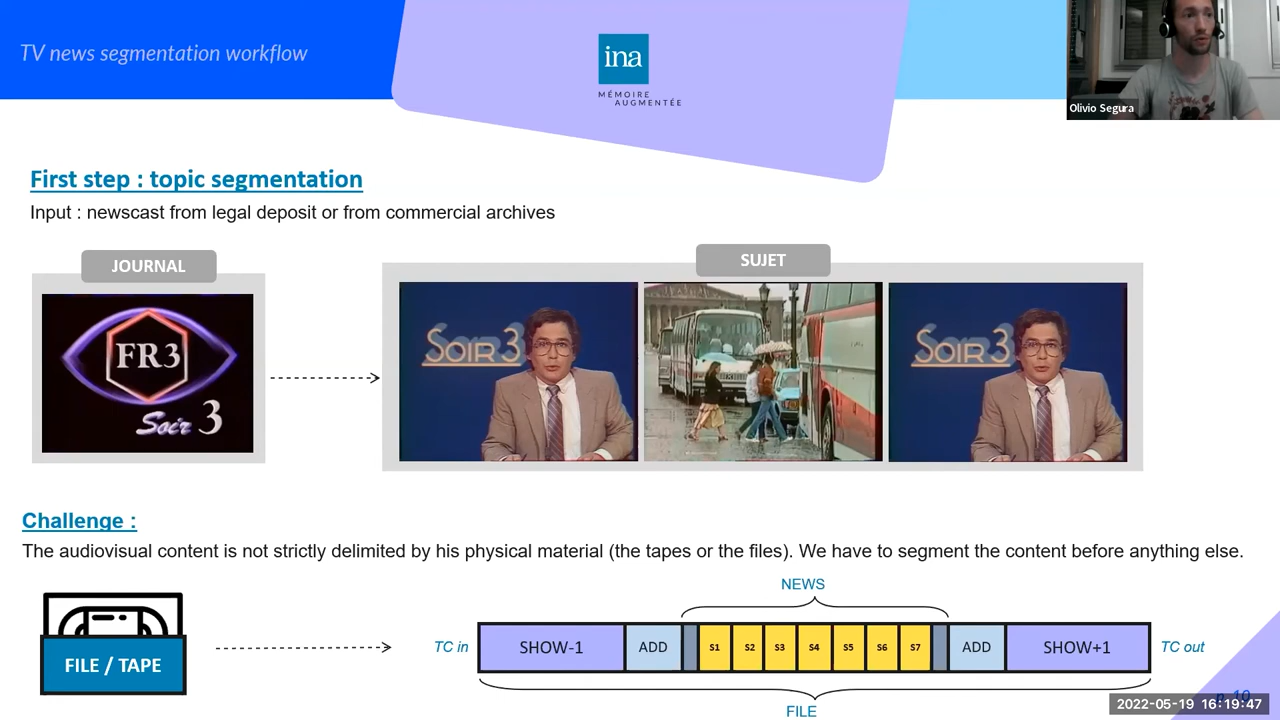 TV news segmentation workflow
ina
MÉMOIRE
AUGMENTÉE
Olivio Segura
First step : topic segmentation
Input : newscast from legal deposit or from commercial archives
JOURNAL
SUJET
FR3
Soir 3
SOIR 3
SOIR 3
Challenge :
The audiovisual content is not strictly delimited by his physical material (the tapes or the files). We have to segment the content before anything else.
NEWS
FILE / TAPE
TC in
SHOW-1
ADD
S1
S2
S3
S4
S5
S6
S7
ADD
SHOW+1
TC out
FILE
p. 10
2022-05-19 16:19:47